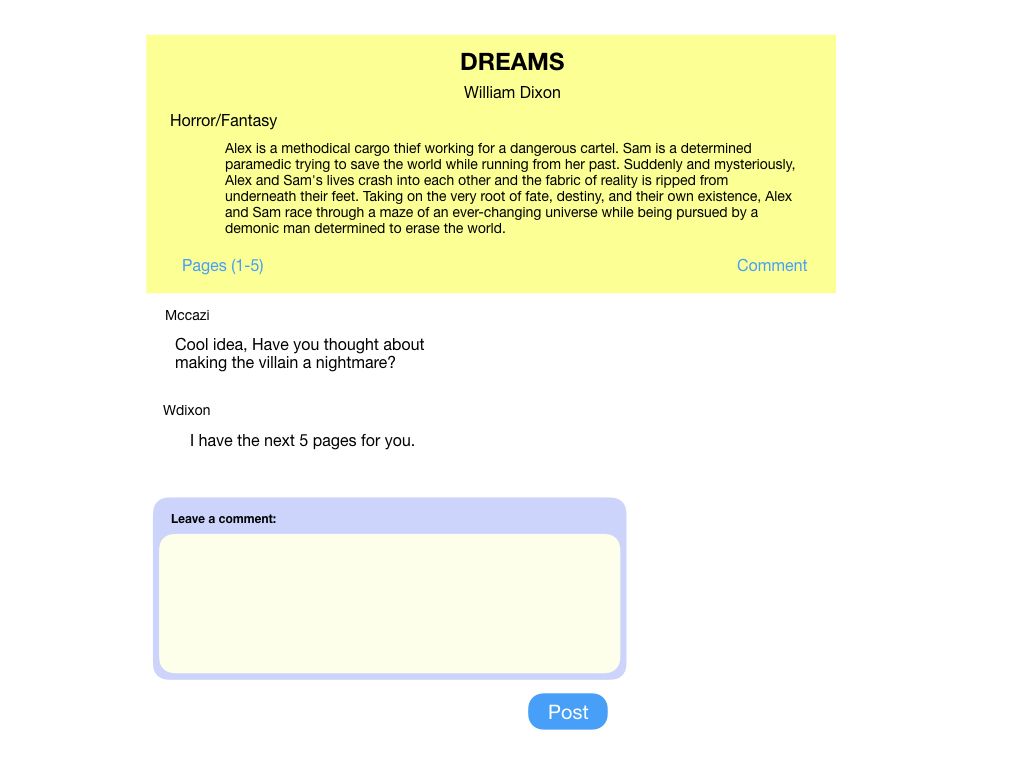 DREAMS
William Dixon
Horror/Fantasy
Alex is a methodical cargo thief working for a dangerous cartel. Sam is a determined
paramedic trying to save the world while running from her past. Suddenly and mysteriously,
Alex and Sam's lives crash into each other and the fabric of reality is ripped from
underneath their feet. Taking on the very root of fate, destiny, and their own existence, Alex
and Sam race through a maze of an ever-changing universe while being pursued by a
demonic man determined to erase the world.
Pages (1-5)
Comment
Mccazi
Cool idea, Have you thought about
making the villain a nightmare?
Wdixon
I have the next 5 pages for you.
Leave a comment:
Post